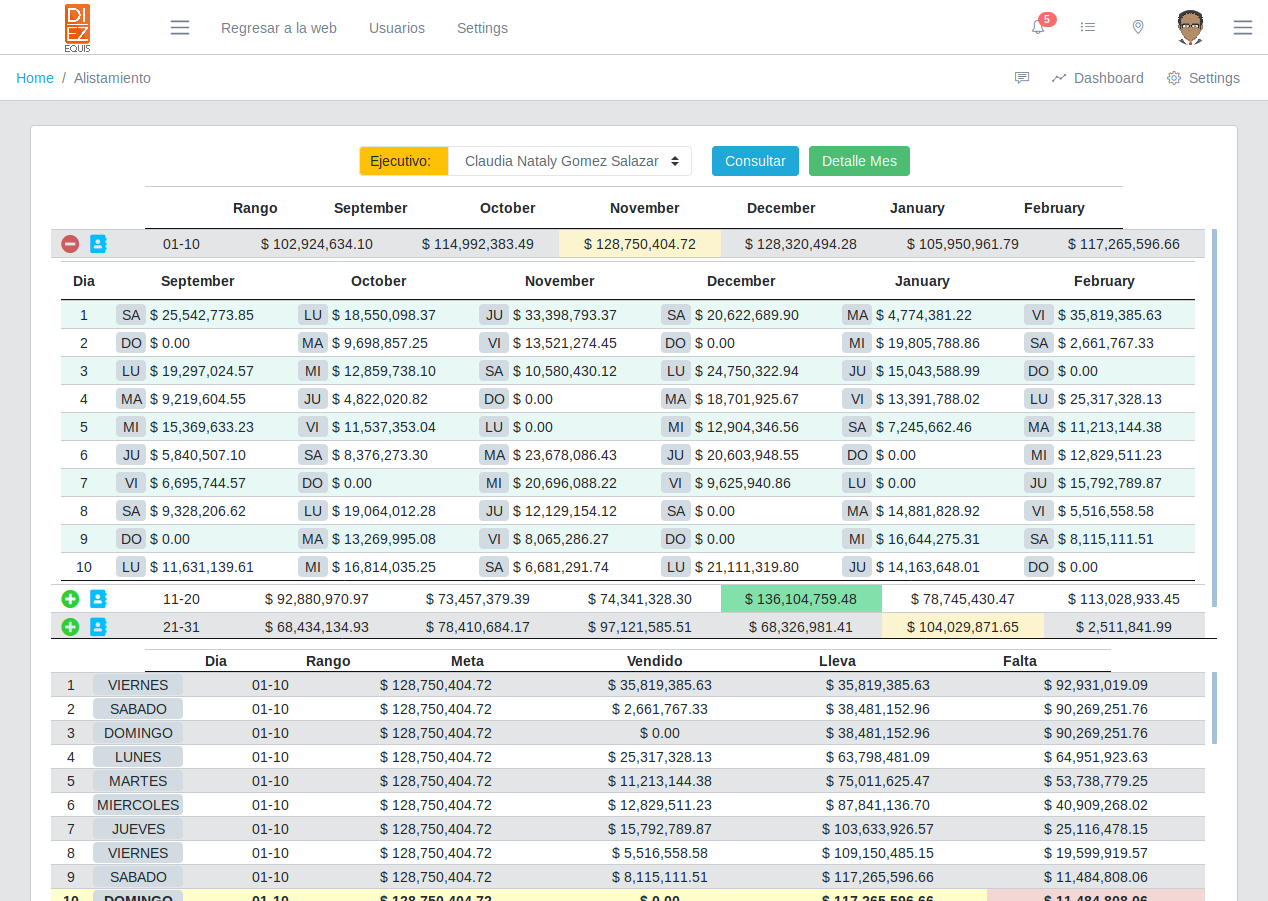 DI
EZ
EQUIS
Regresar a la web Usuarios Settings 5
Home / Alistamiento Dashboard Settings
Ejecutivo: Claudia Nataly Gomez Salazar Consultar Detalle Mes
Rango September October November December January February
01-10 $ 102,924,634.10 $ 114,992,383.49 $ 128,750,404.72 $ 128,320,494.28 $ 105,950,961.79 $ 117,265,596.66
Dia September October November December January February
1 SA $ 25,542,773.85 LU $ 18,550,098.37 JU $ 33,398,793.37 SA $ 20,622,689.90 MA $ 4,774,381.22 VI $ 35,819,385.63
2 DO $ 0.00 MA $ 9,698,857.25 VI $ 13,521,274.45 DO $ 0.00 MI $ 19,805,788.86 SA $ 2,661,767.33
3 LU $ 19,297,024.57 MI $ 12,859,738.10 SA $ 10,580,430.12 LU $ 24,750,322.94 JU $ 15,043,588.99 DO $ 0.00
4 MA $ 9,219,604.55 JU $ 4,822,020.82 DO $ 0.00 MA $ 18,701,925.67 VI $ 13,391,788.02 LU $ 25,317,328.13
5 MI $ 15,369,633.23 VI $ 11,537,353.04 LU $ 0.00 MI $ 12,904,346.56 SA $ 7,245,662.46 MA $ 11,213,144.38
6 JU $ 5,840,507.10 SA $ 8,376,273.30 MA $ 23,678,086.43 JU $ 20,603,948.55 DO $ 0.00 MI $ 12,829,511.23
7 VI $ 6,695,744.57 DO $ 0.00 MI $ 20,696,088.22 VI $ 9,625,940.86 LU $ 0.00 JU $ 15,792,789.87
8 SA $ 9,328,206.62 LU $ 19,064,012.28 JU $ 12,129,154.12 SA $ 0.00 MA $ 14,881,828.92 VI $ 5,516,558.58
9 DO $ 0.00 MA $ 13,269,995.08 VI $ 8,065,286.27 DO $ 0.00 MI $ 16,644,275.31 SA $ 8,115,111.51
10 LU $ 11,631,139.61 MI $ 16,814,035.25 SA $ 6,681,291.74 LU $ 21,111,319.80 JU $ 14,163,648.01 DO $ 0.00
11-20 $ 92,880,970.97 $ 73,457,379.39 $ 74,341,328.30 $ 136,104,759.48 $ 78,745,430.47 $ 113,028,933.45
21-31 $ 68,434,134.93 $ 78,410,684.17 $ 97,121,585.51 $ 68,326,981.41 $ 104,029,871.65 $ 2,511,841.99
Dia Rango Meta Vendido Lleva Falta
1 VIERNES 01-10 $ 128,750,404.72 $ 35,819,385.63 $ 35,819,385.63 $ 92,931,019.09
2 SABADO 01-10 $ 128,750,404.72 $ 2,661,767.33 $ 38,481,152.96 $ 90,269,251.76
3 DOMINGO 01-10 $ 128,750,404.72 $ 0.00 $ 38,481,152.96 $ 90,269,251.76
4 LUNES 01-10 $ 128,750,404.72 $ 25,317,328.13 $ 63,798,481.09 $ 64,951,923.63
5 MARTES 01-10 $ 128,750,404.72 $ 11,213,144.38 $ 75,011,625.47 $ 53,738,779.25
6 MIERCOLES 01-10 $ 128,750,404.72 $ 12,829,511.23 $ 87,841,136.70 $ 40,909,268.02
7 JUEVES 01-10 $ 128,750,404.72 $ 15,792,789.87 $ 103,633,926.57 $ 25,116,478.15
8 VIERNES 01-10 $ 128,750,404.72 $ 5,516,558.58 $ 109,150,485.15 $ 19,599,919.57
9 SABADO 01-10 $ 128,750,404.72 $ 8,115,111.51 $ 117,265,596.66 $ 11,484,808.06
10 DOMINGO 01-10 $ 128,750,404.72 $ 0.00 $ 117,265,596.66 $ 11,484,808.06